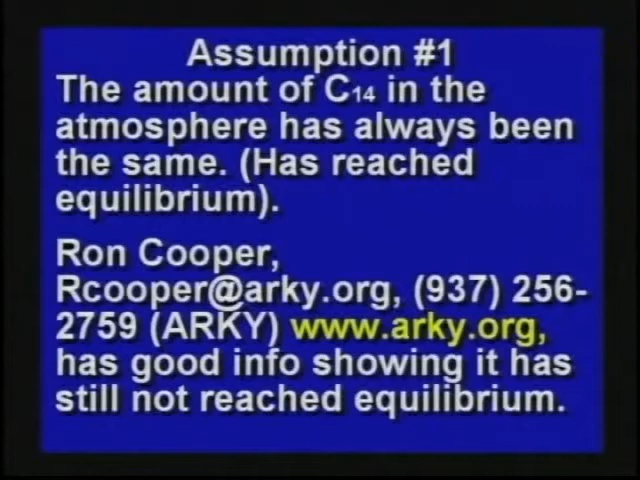 Assumption #1
The amount of C14 in the
atmosphere has always been
the same. (Has reached
equilibrium).
Ron Cooper,
Rcooper@arky.org, (937) 256-
2759 (ARKY) www.arky.org,
has good info showing it has
still not reached equilibrium.